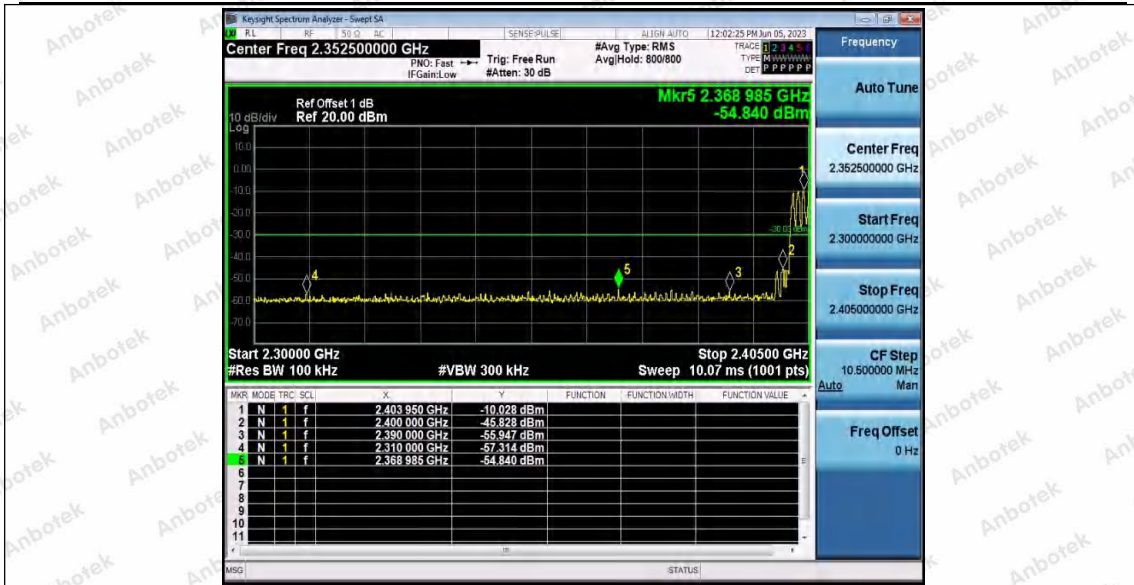 Keysight Spectrum Analyzer - Swept SA
LXI RL RF 50 Ω AC SENSE:PULSE ALIGN AUTO 12:02:25 PM Jun 05, 2023
Center Freq 2.352500000 GHz
PNO: Fast
IFGain:Low
Trig: Free Run
#Atten: 30 dB
#Avg Type: RMS
Avg|Hold: 800/800
TRACE 1 2 3 4 5 6
TYPE M W W W W W
DET P P P P P P
Ref Offset 1 dB
Ref 20.00 dBm
10 dB/div
Log
Mkr5 2.368 985 GHz
-54.840 dBm
10.0
0.00
-10.0
-20.0
-30.0
-40.0
-50.0
-60.0
-70.0
1
-30.03 dBm
2
3
4
5
Start 2.30000 GHz
Stop 2.40500 GHz
#Res BW 100 kHz
#VBW 300 kHz
Sweep 10.07 ms (1001 pts)
MKR MODE TRC SCL X Y FUNCTION FUNCTION WIDTH FUNCTION VALUE
1 N 1 f 2.403 950 GHz -10.028 dBm
2 N 1 f 2.400 000 GHz -45.828 dBm
3 N 1 f 2.390 000 GHz -55.947 dBm
4 N 1 f 2.310 000 GHz -57.314 dBm
5 N 1 f 2.368 985 GHz -54.840 dBm
6
7
8
9
10
11
MSG
STATUS
Frequency
Auto Tune
Center Freq
2.352500000 GHz
Start Freq
2.300000000 GHz
Stop Freq
2.405000000 GHz
CF Step
10.500000 MHz
Auto Man
Freq Offset
0 Hz
Anbotek